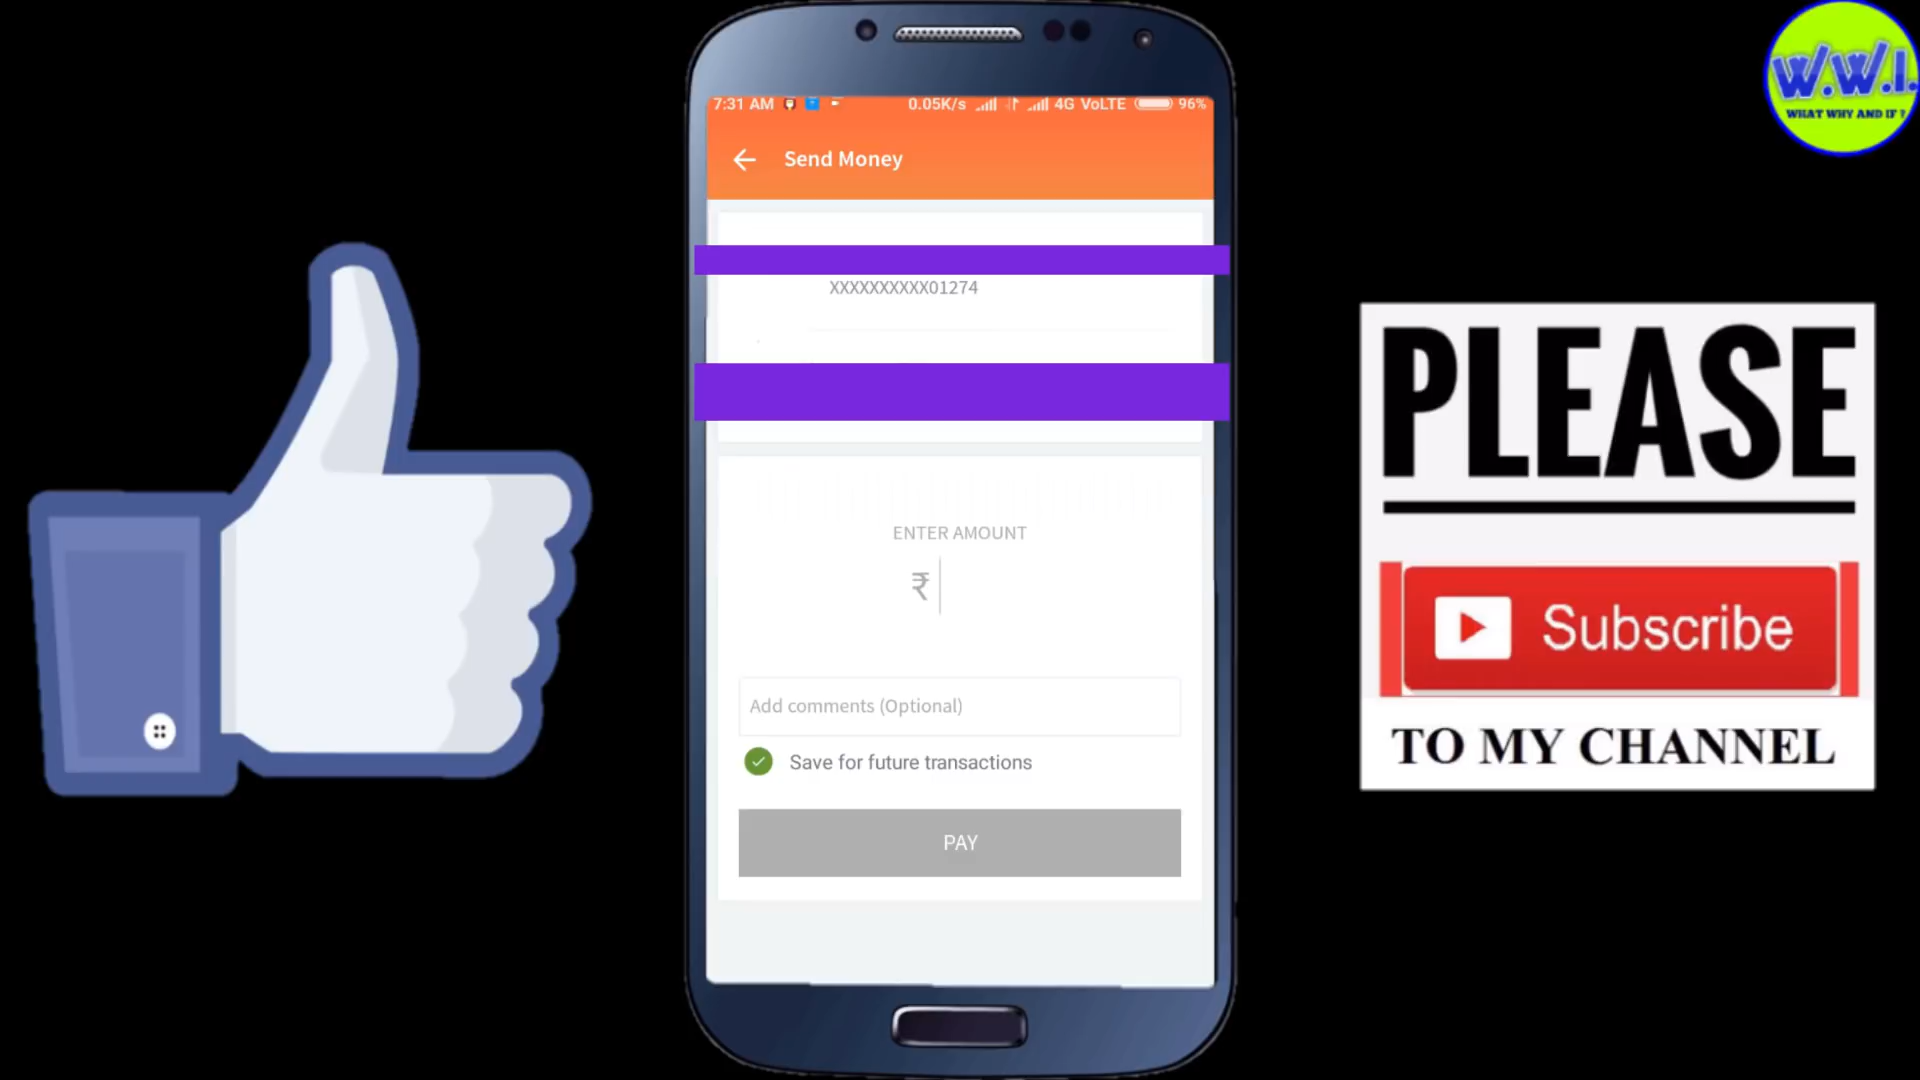 W.W.I.
WHAT WHY AND IF ?
7:31 AM 0.05K/s 4G VoLTE 96%
Send Money
XXXXXXXXXX01274
ENTER AMOUNT
₹
Add comments (Optional)
Save for future transactions
PAY
PLEASE
Subscribe
TO MY CHANNEL